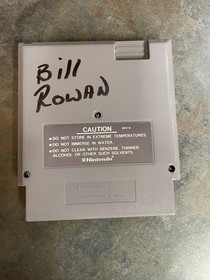 Bill
ROWAN
CAUTION
DO NOT STORE IN EXTREME TEMPERATURES.
DO NOT IMMERSE IN WATER.
DO NOT CLEAN WITH BENZENE, THINNER,
ALCOHOL OR OTHER SUCH SOLVENTS.
Nintendo